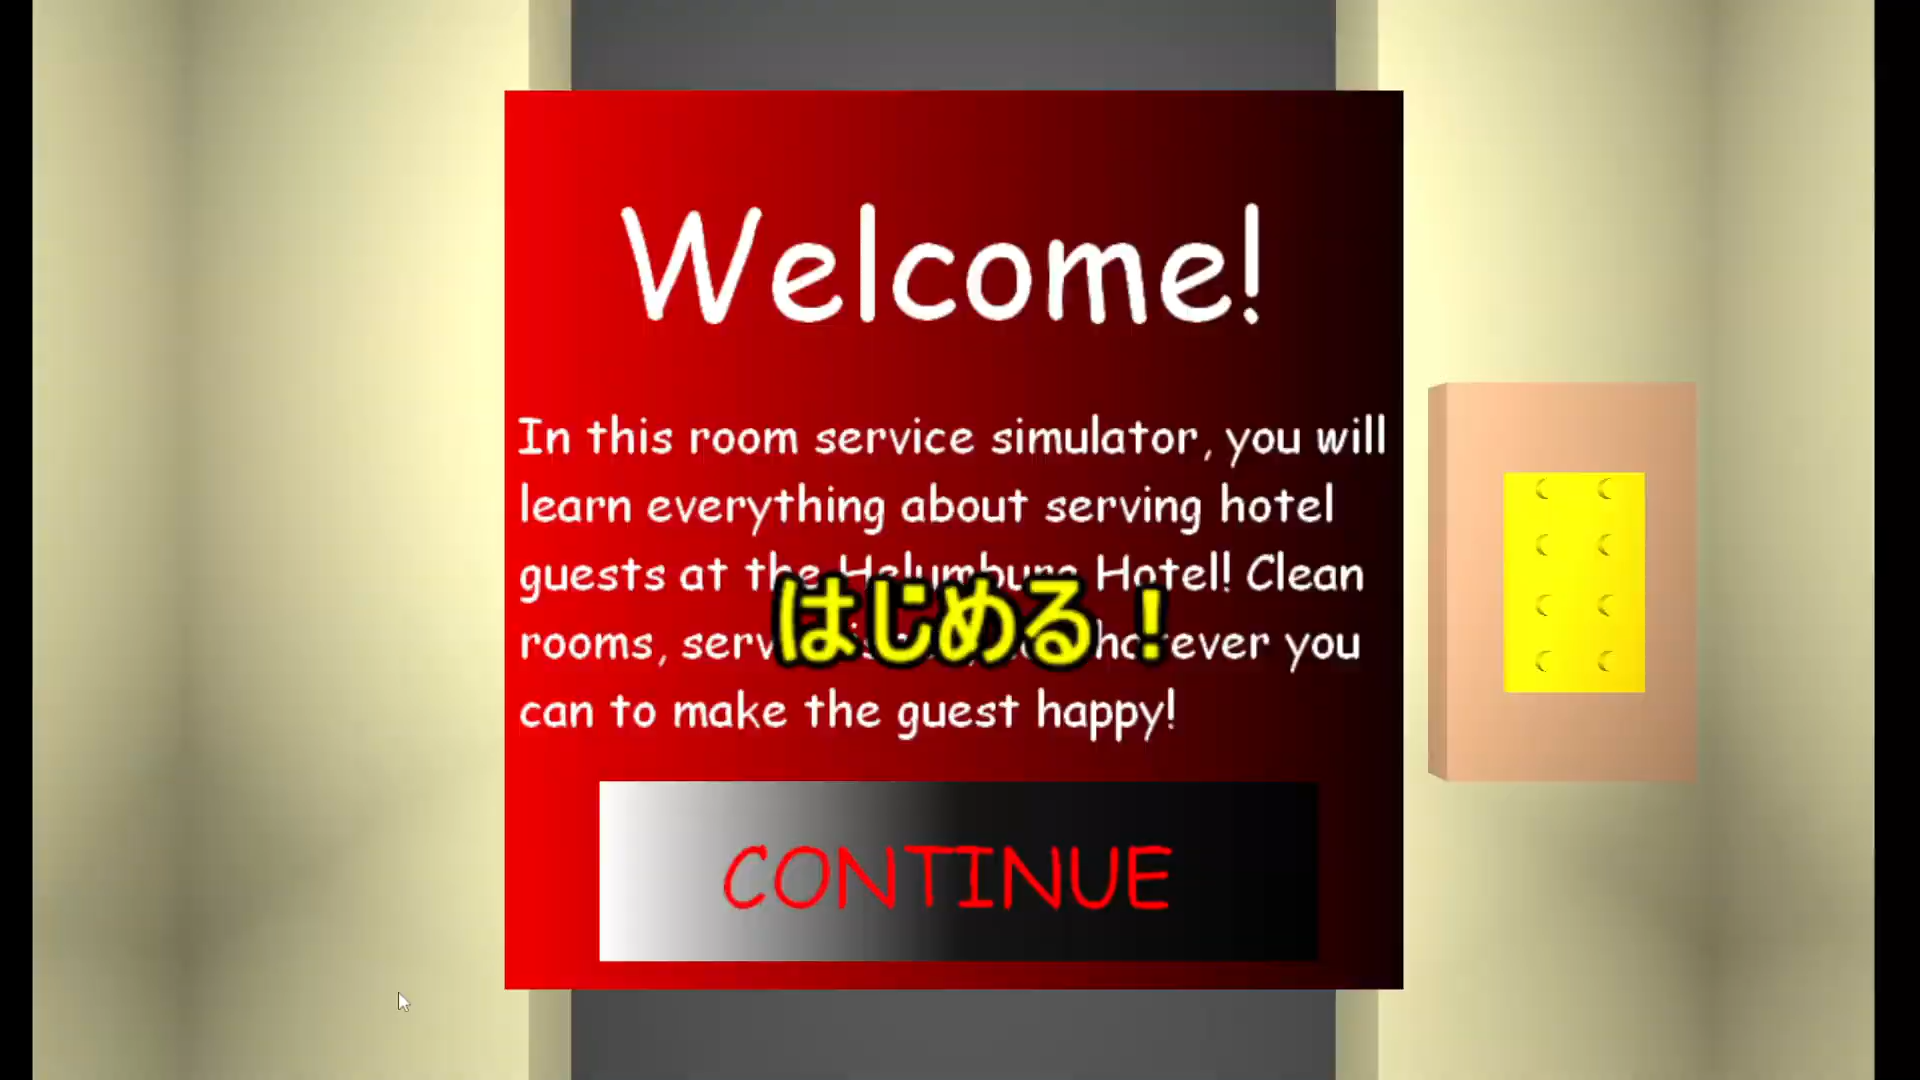 Welcome!
In this room service simulator, you will
learn everything about serving hotel
guests at the Hotel! Clean
はじめる！
rooms, ever you
can to make the guest happy!
CONTINUE